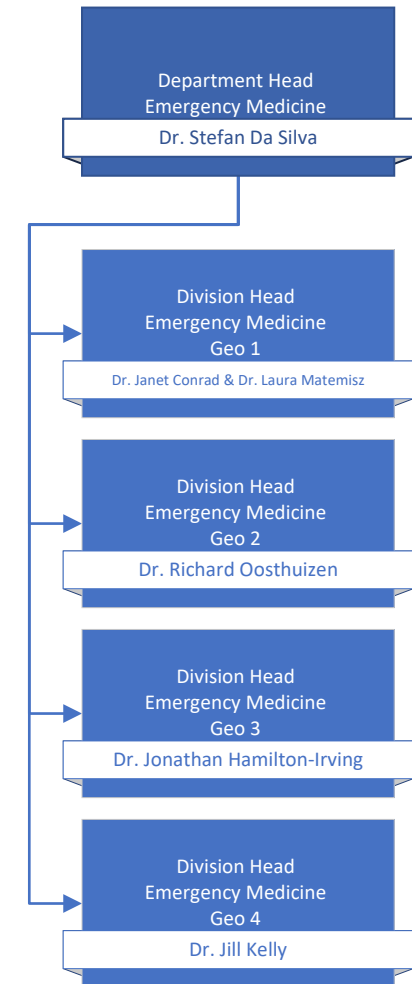 Department Head
Emergency Medicine
Dr. Stefan Da Silva
Division Head
Emergency Medicine
Geo 1
Dr. Janet Conrad & Dr. Laura Matemisz
Division Head
Emergency Medicine
Geo 2
Dr. Richard Oosthuizen
Division Head
Emergency Medicine
Geo 3
Dr. Jonathan Hamilton-Irving
Division Head
Emergency Medicine
Geo 4
Dr. Jill Kelly